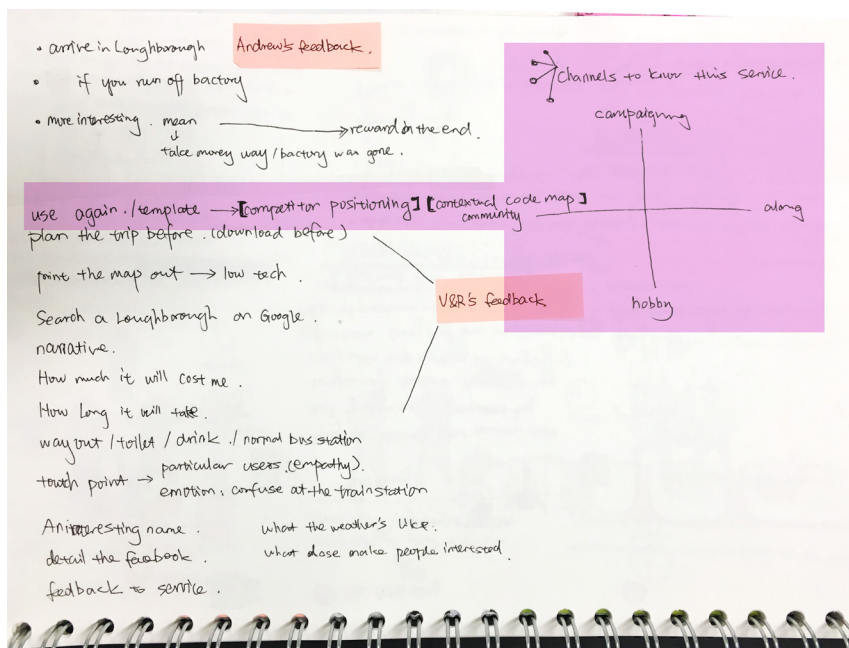 • arrive in Loughborough
Andrew's feedback.
• if you run off bactory
• more interesting. mean → reward in the end.
↓
take money way / bactory was gone.
Channels to know this service.
campaigning
community
along
hobby
use again. / template → [competitor positioning] [contextual code map]
plan the trip before. (download before)
print the map out → low tech.
V&R's feedback
Search a Loughborough on Google.
narrative.
How much it will cost me.
How Long it will take.
way out / toilet / drink. / normal bus station
touch point → particular users. (empathy).
emotion: confuse at the train station
An interesting name.
what the weather's like.
detail the facebook.
what dose make people interested.
feedback to service.